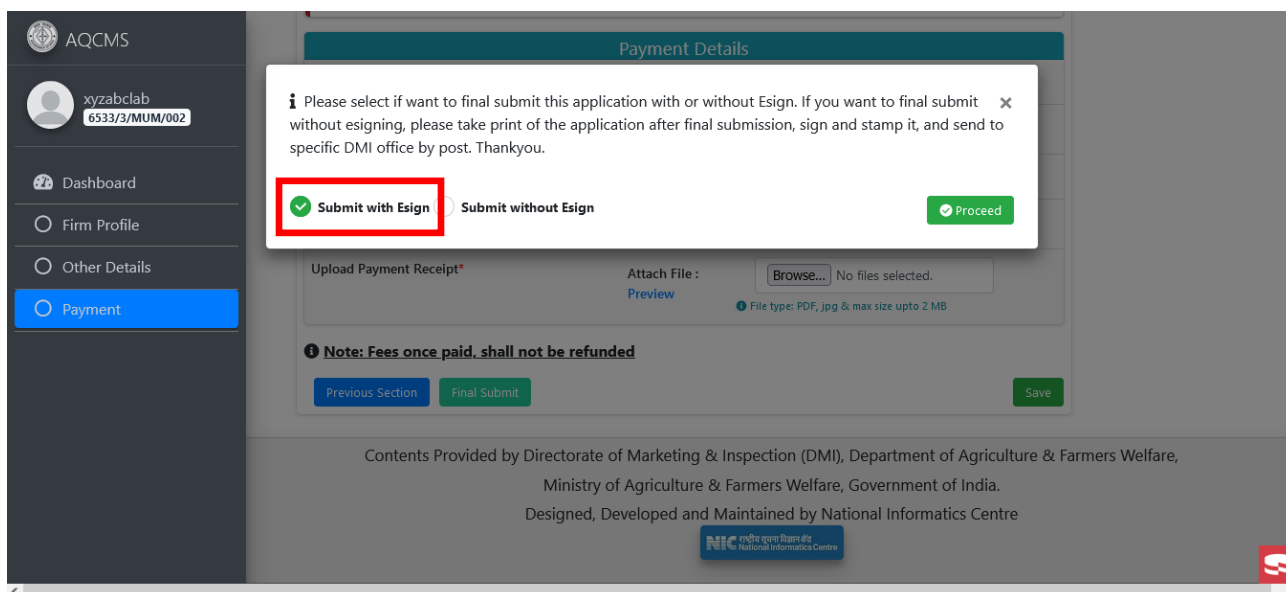 AQCMS
xyzabclab
6533/3/MUM/002
Dashboard
Firm Profile
Other Details
Payment
Payment Details
Please select if want to final submit this application with or without Esign. If you want to final submit
without esigning, please take print of the application after final submission, sign and stamp it, and send to
specific DMI office by post. Thankyou.
Submit with Esign Submit without Esign
Proceed
Upload Payment Receipt*
Attach File :
Browse... No files selected.
Preview
File type: PDF, jpg & max size upto 2 MB
Note: Fees once paid, shall not be refunded
Previous Section Final Submit Save
Contents Provided by Directorate of Marketing & Inspection (DMI), Department of Agriculture & Farmers Welfare,
Ministry of Agriculture & Farmers Welfare, Government of India.
Designed, Developed and Maintained by National Informatics Centre
NIC राष्ट्रीय सूचना विज्ञान केंद्र
National Informatics Centre